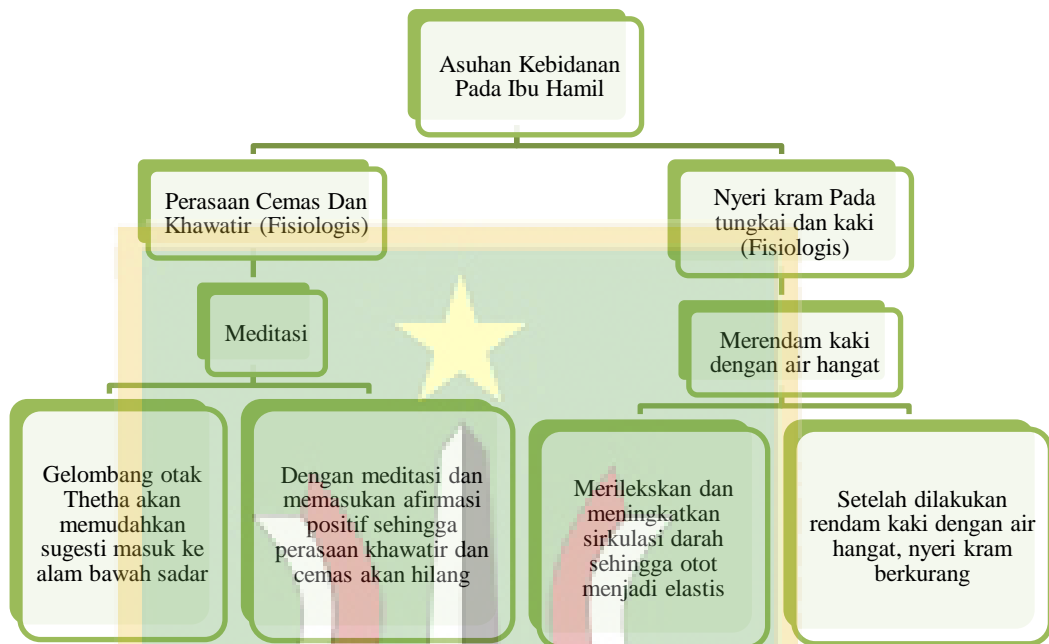 Asuhan Kebidanan
Pada Ibu Hamil
Perasaan Cemas Dan
Khawatir (Fisiologis)
Nyeri kram Pada
tungkai dan kaki
(Fisiologis)
Meditasi
Merendam kaki
dengan air hangat
Gelombang otak
Thetha akan
memudahkan
sugesti masuk ke
alam bawah sadar
Dengan meditasi dan
memasukan afirmasi
positif sehingga
perasaan khawatir dan
cemas akan hilang
Merilekskan dan
meningkatkan
sirkulasi darah
sehingga otot
menjadi elastis
Setelah dilakukan
rendam kaki dengan air
hangat, nyeri kram
berkurang